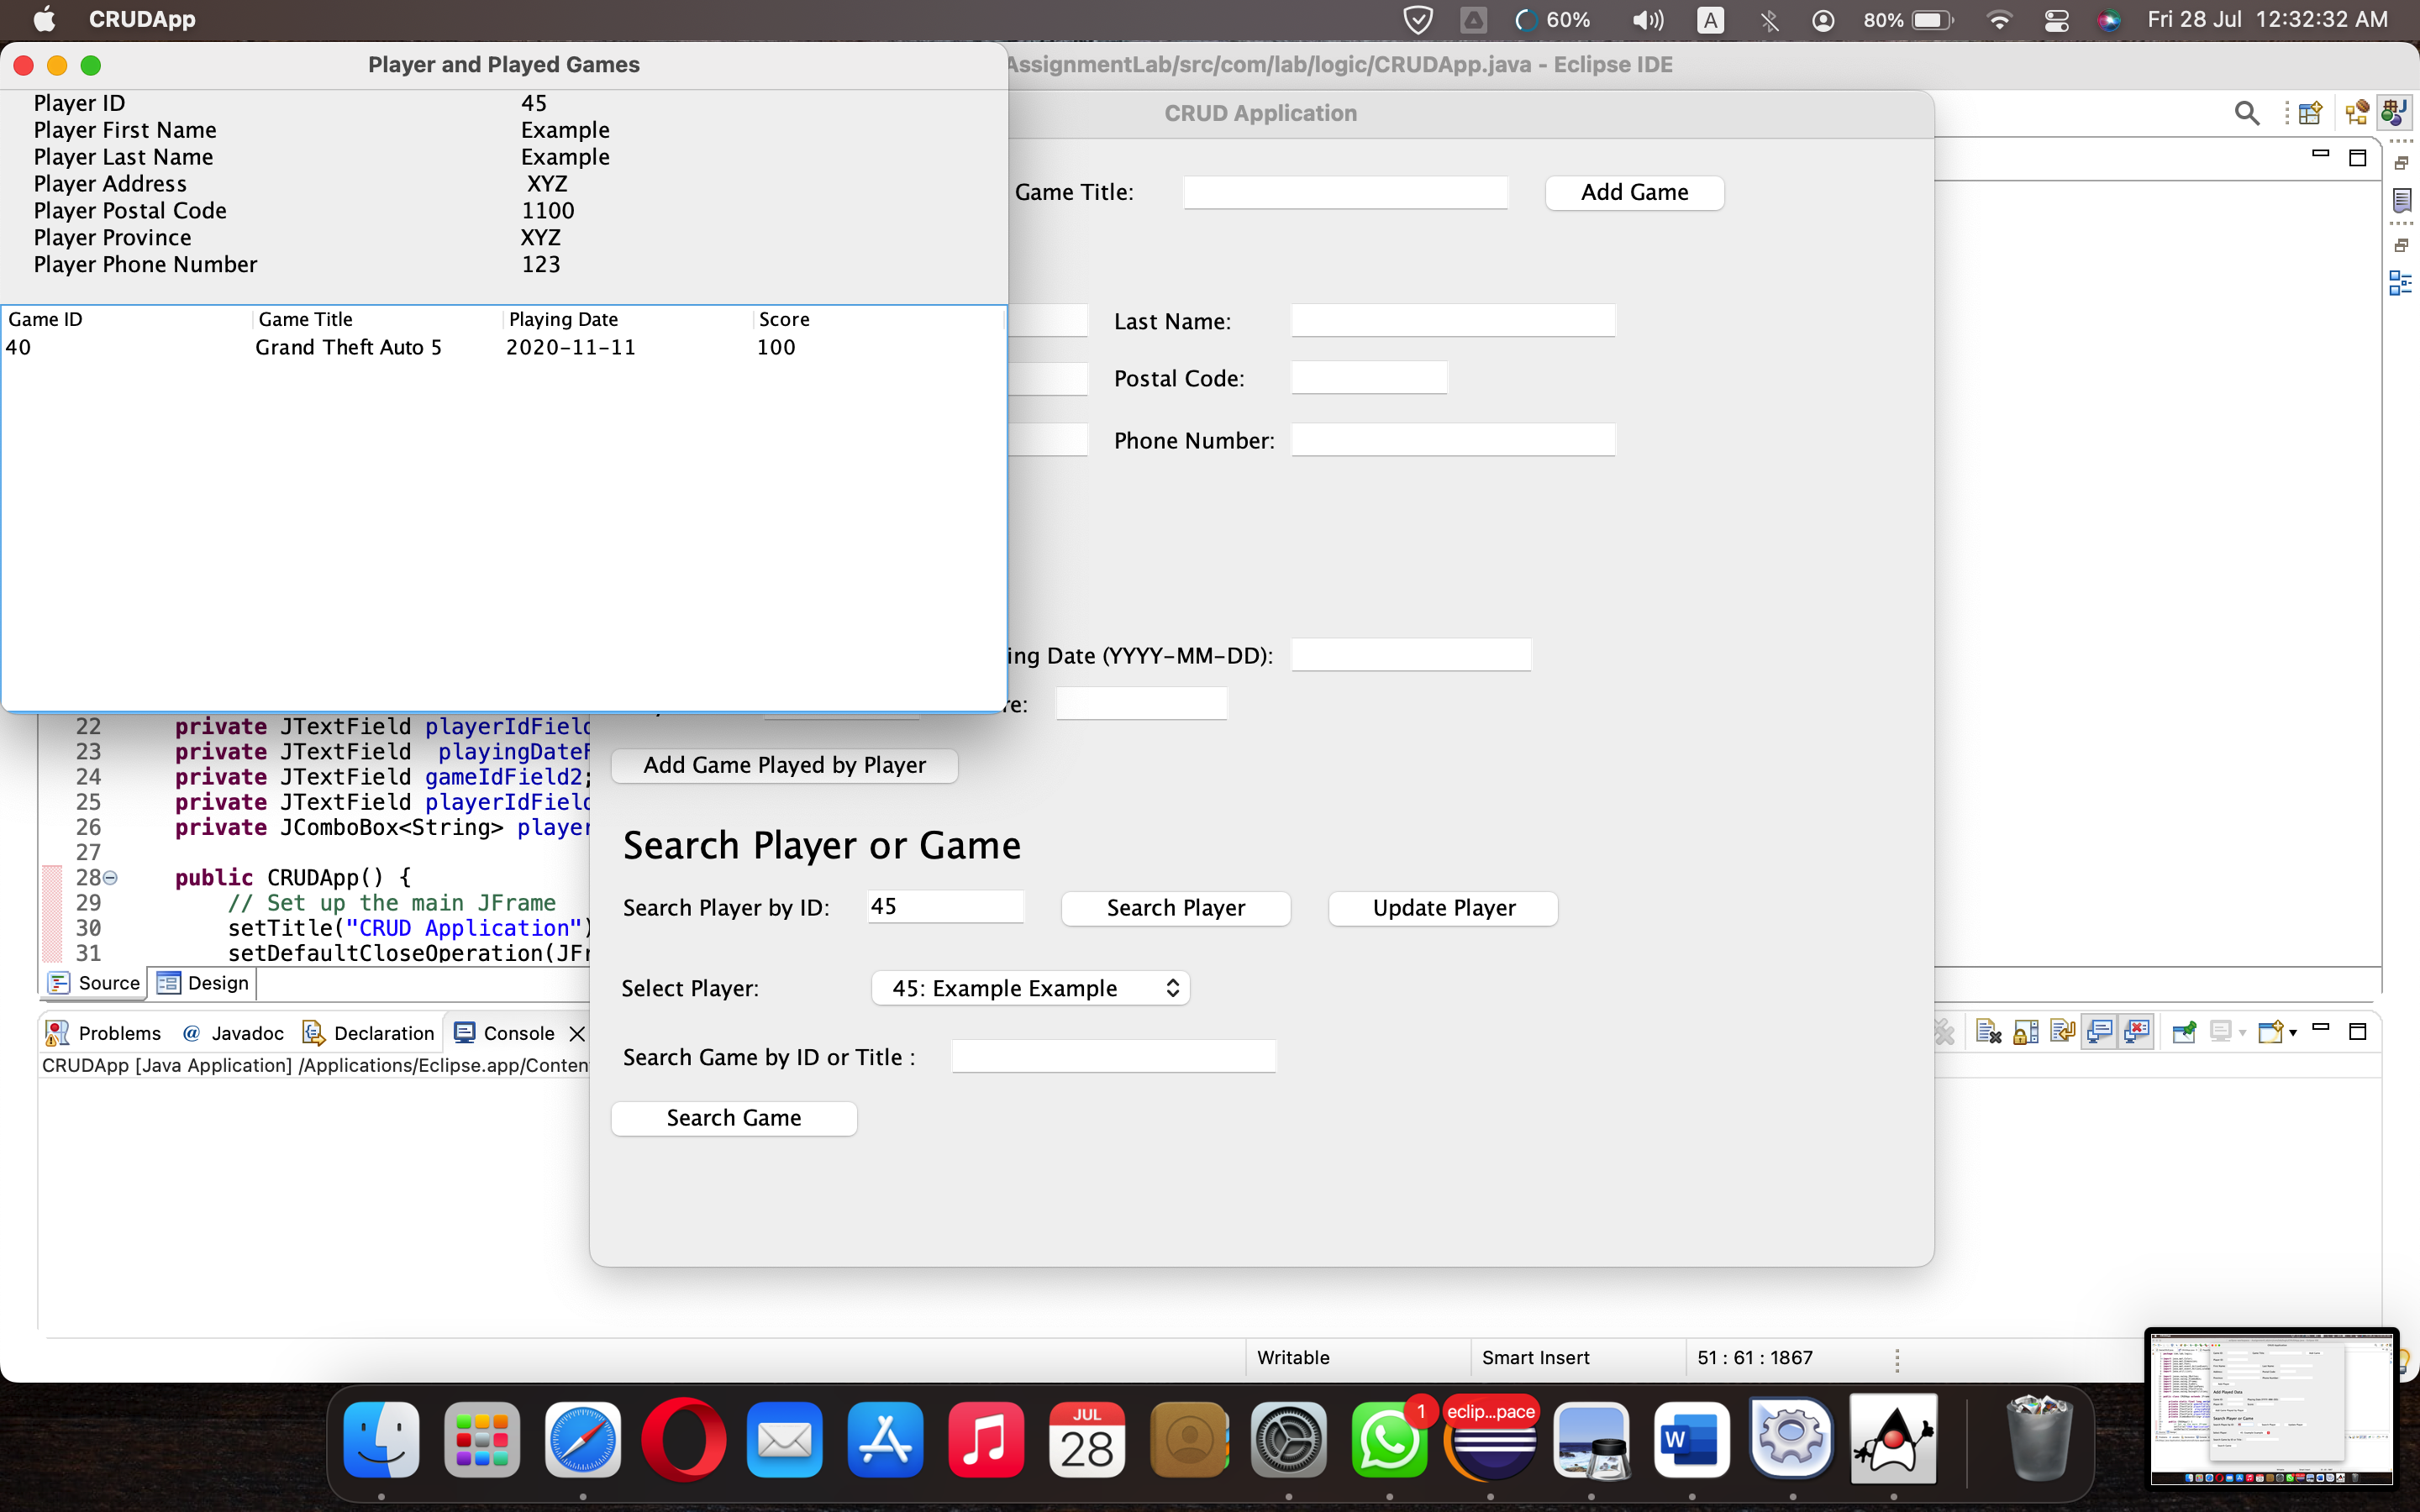 CRUDApp
60%
A
80%
Fri 28 Jul 12:32:32 AM
Player and Played Games
AssignmentLab/src/com/lab/logic/CRUDApp.java - Eclipse IDE
Player ID 45
Player First Name Example
Player Last Name Example
Player Address XYZ
Player Postal Code 1100
Player Province XYZ
Player Phone Number 123
Game ID Game Title Playing Date Score
40 Grand Theft Auto 5 2020-11-11 100
CRUD Application
Game Title: Add Game
Last Name:
Postal Code:
Phone Number:
ing Date (YYYY-MM-DD):
re:
Add Game Played by Player
Search Player or Game
Search Player by ID: 45 Search Player Update Player
Select Player: 45: Example Example
Search Game by ID or Title :
Search Game
22 private JTextField playerIdField
23 private JTextField playingDateF
24 private JTextField gameIdField2;
25 private JTextField playerIdField
26 private JComboBox<String> player
27
28 public CRUDApp() {
29 // Set up the main JFrame
30 setTitle("CRUD Application")
31 setDefaultCloseOperation(JFr
Source Design
Problems @ Javadoc Declaration Console
CRUDApp [Java Application] /Applications/Eclipse.app/Conten
Writable Smart Insert 51 : 61 : 1867
JUL
28
1
eclip...pace
W